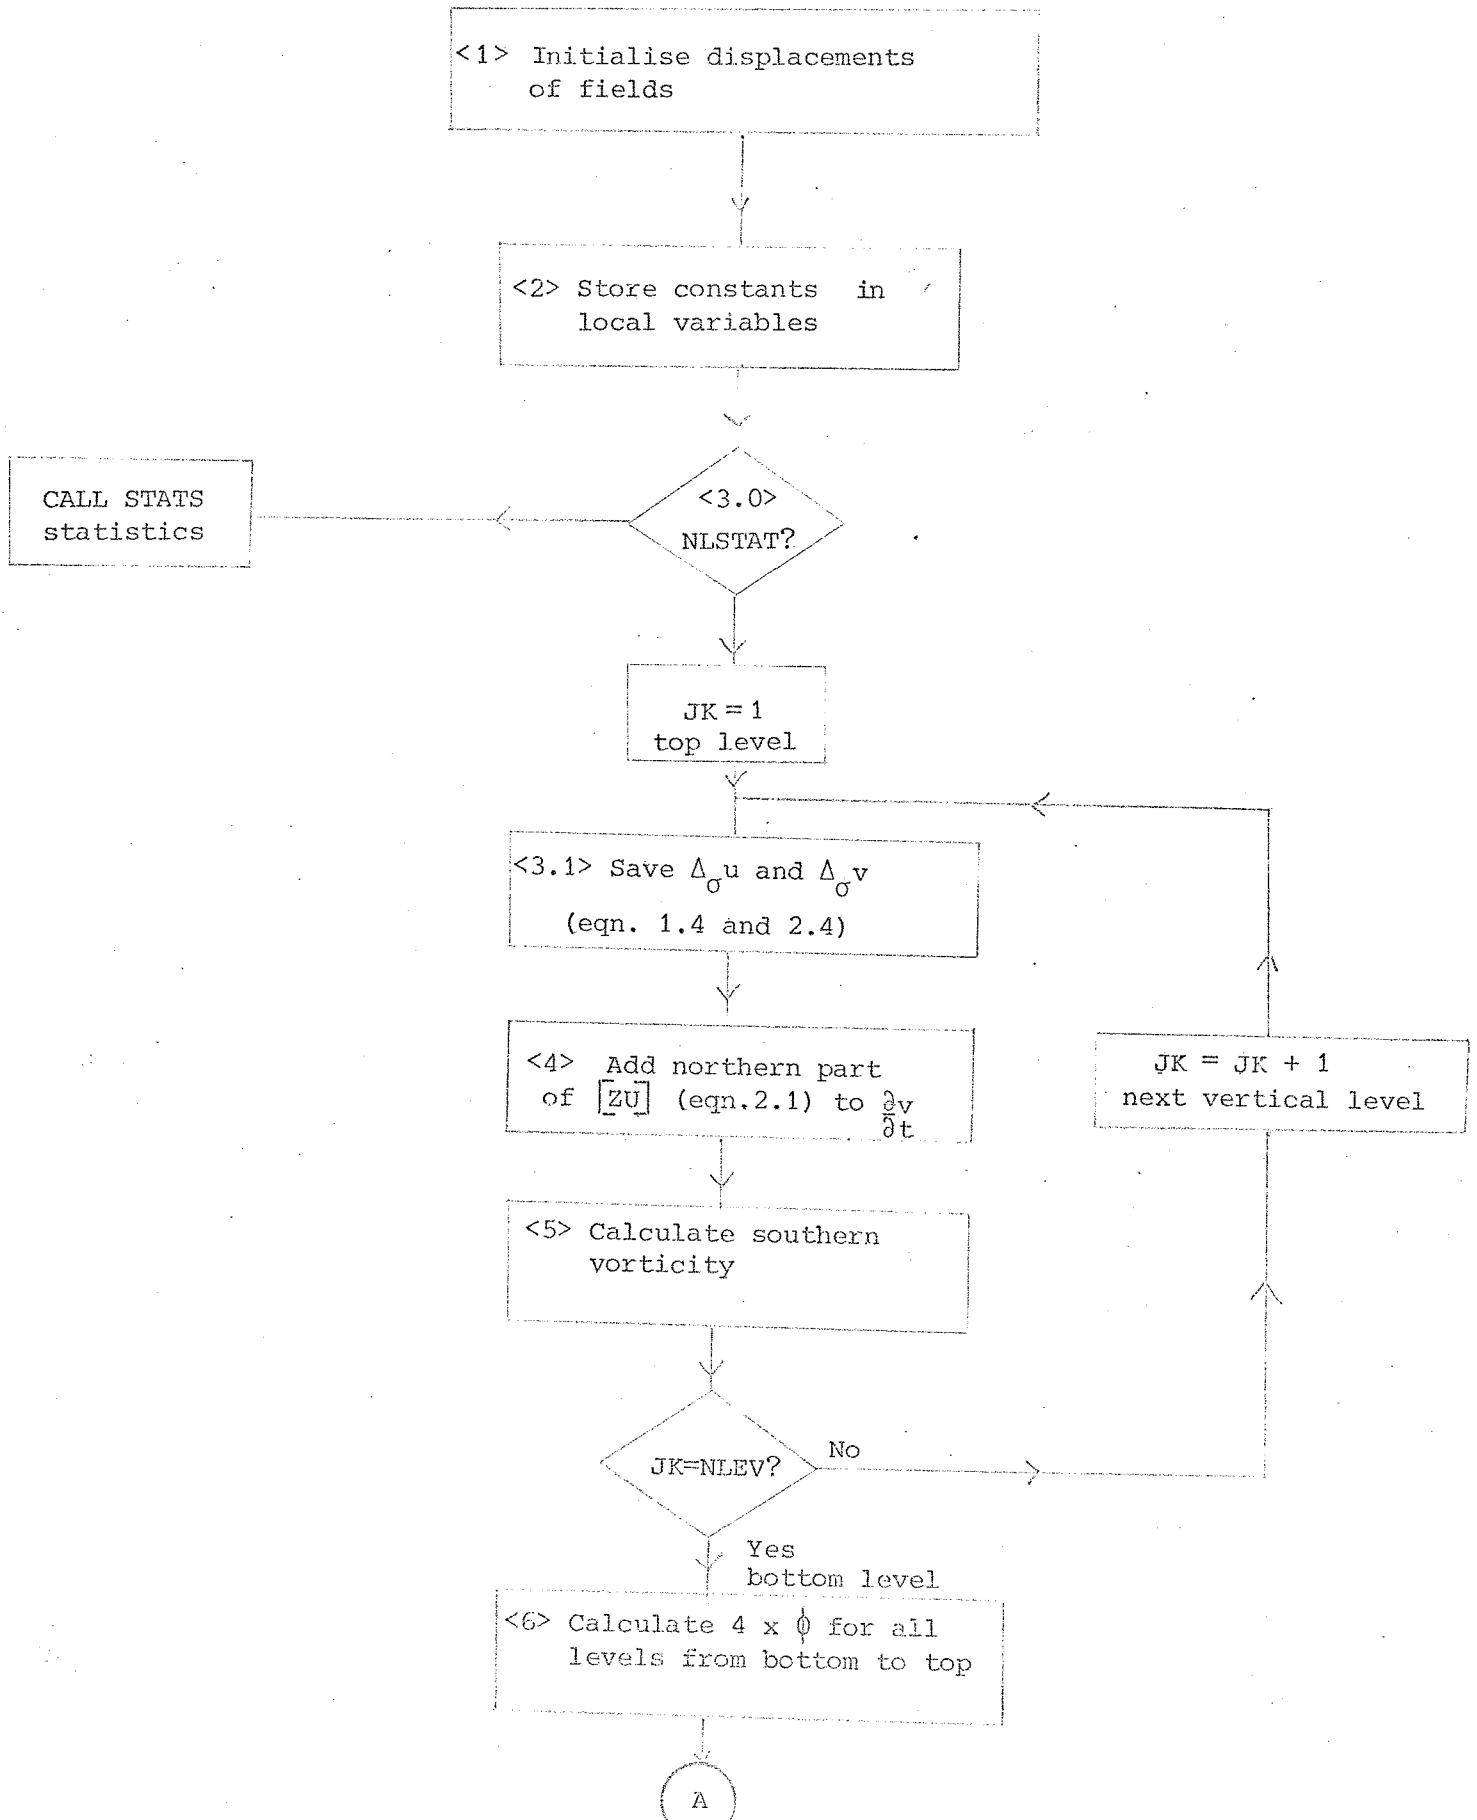 <1> Initialise displacements
of fields
<2> Store constants in
local variables
<3.0>
NLSTAT?
CALL STATS
statistics
JK = 1
top level
<3.1> Save Δσu and Δσv
(eqn. 1.4 and 2.4)
<4> Add northern part
of [ZU] (eqn.2.1) to ∂v/∂t
JK = JK + 1
next vertical level
<5> Calculate southern
vorticity
JK=NLEV?
No
Yes
bottom level
<6> Calculate 4 x ϕ for all
levels from bottom to top
A